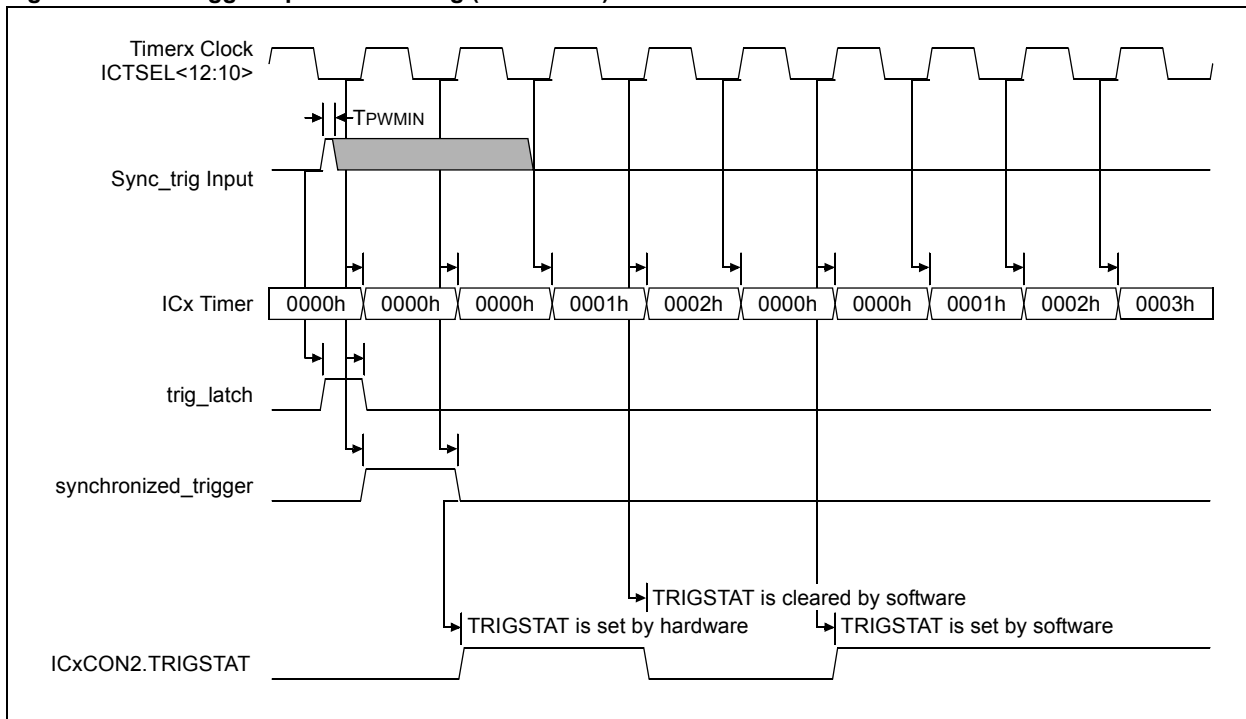 Timerx Clock
ICTSEL<12:10>
TPWMIN
Sync_trig Input
ICx Timer 0000h 0000h 0000h 0001h 0002h 0000h 0000h 0001h 0002h 0003h
trig_latch
synchronized_trigger
TRIGSTAT is cleared by software
TRIGSTAT is set by hardware TRIGSTAT is set by software
ICxCON2.TRIGSTAT